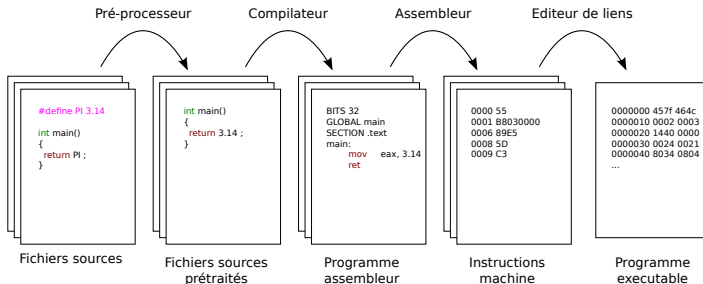 Pré-processeur
Compilateur
Assembleur
Editeur de liens
#define PI 3.14
int main()
{
return PI ;
}
int main()
{
return 3.14 ;
}
BITS 32
GLOBAL main
SECTION .text
main:
mov eax, 3.14
ret
0000 55
0001 B8030000
0006 89E5
0008 5D
0009 C3
0000000 457f 464c
0000010 0002 0003
0000020 1440 0000
0000030 0024 0021
0000040 8034 0804
...
Fichiers sources
Fichiers sources
prétraités
Programme
assembleur
Instructions
machine
Programme
executable